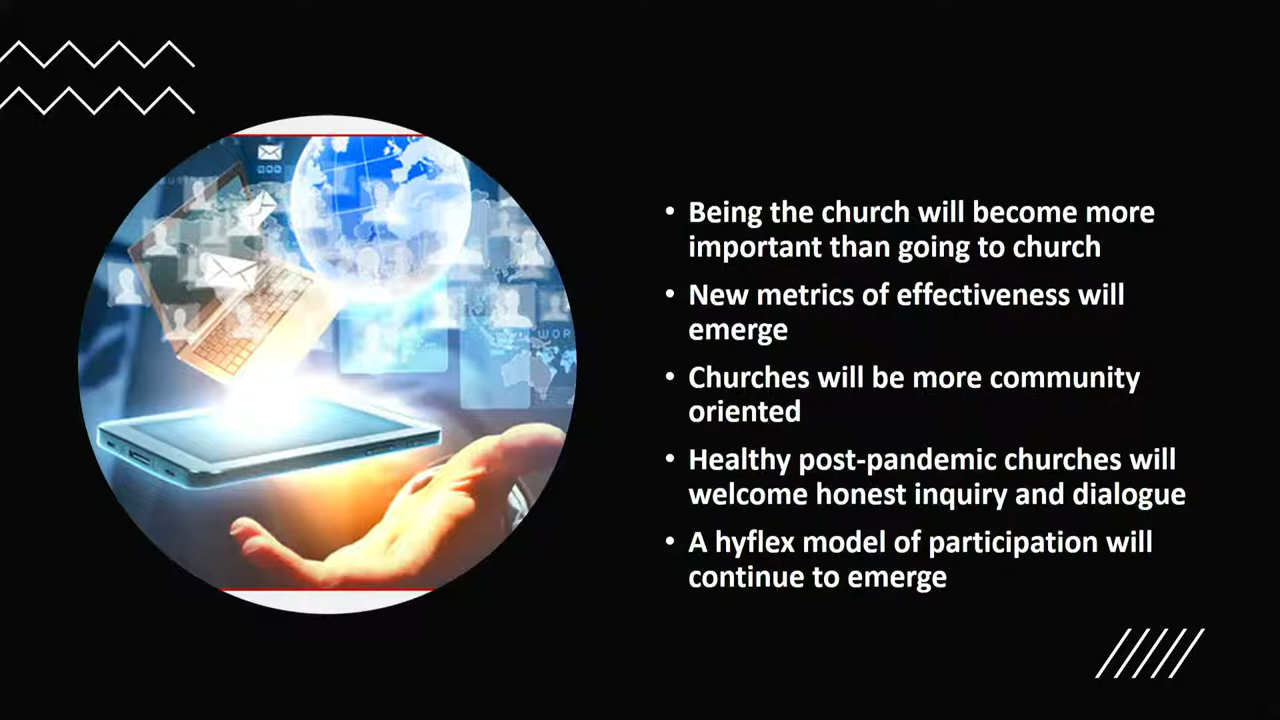 • Being the church will become more
important than going to church
• New metrics of effectiveness will
emerge
• Churches will be more community
oriented
• Healthy post-pandemic churches will
welcome honest inquiry and dialogue
• A hyflex model of participation will
continue to emerge